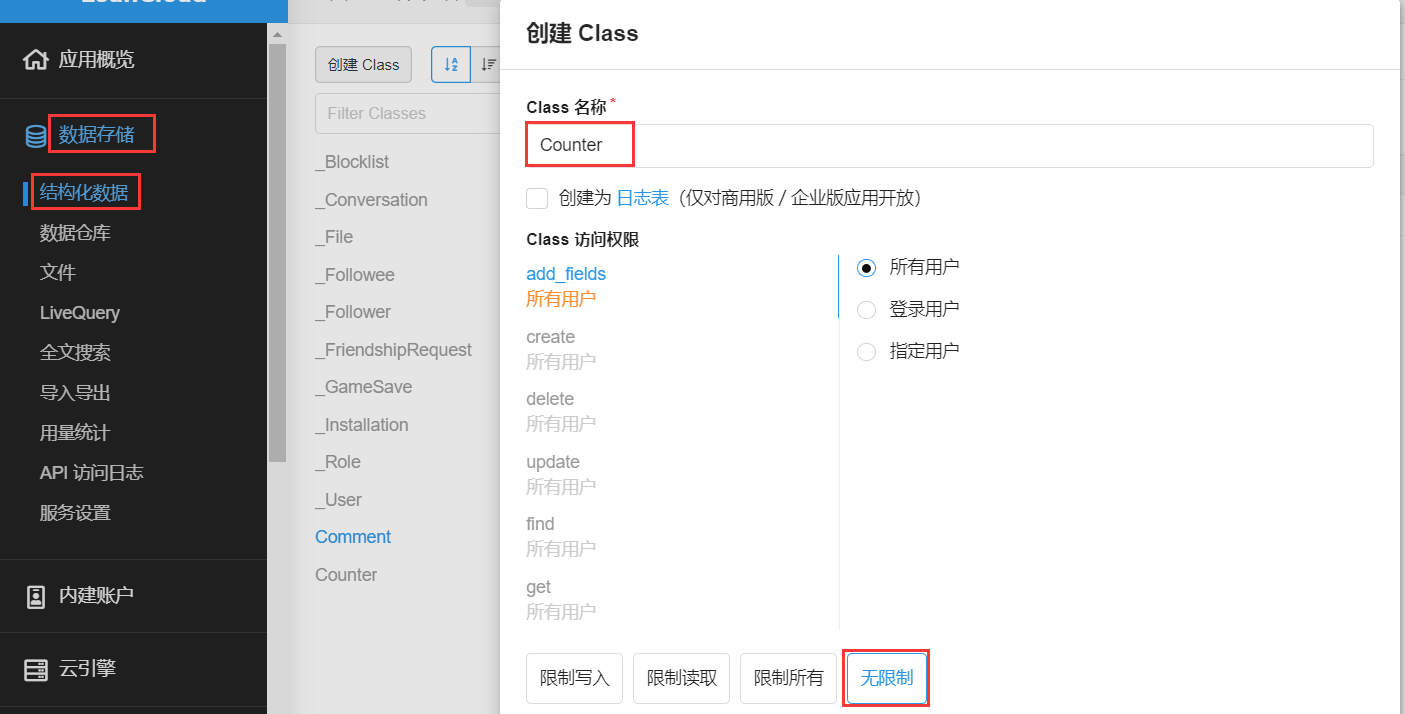 应用概览
数据存储
结构化数据
数据仓库
文件
LiveQuery
全文搜索
导入导出
用量统计
API 访问日志
服务设置
内建账户
云引擎
创建 Class
Filter Classes
_Blocklist
_Conversation
_File
_Followee
_Follower
_FriendshipRequest
_GameSave
_Installation
_Role
_User
Comment
Counter
创建 Class
Class 名称*
Counter
创建为 日志表（仅对商用版 / 企业版应用开放）
Class 访问权限
add_fields
所有用户
create
所有用户
delete
所有用户
update
所有用户
find
所有用户
get
所有用户
所有用户
登录用户
指定用户
限制写入 限制读取 限制所有 无限制